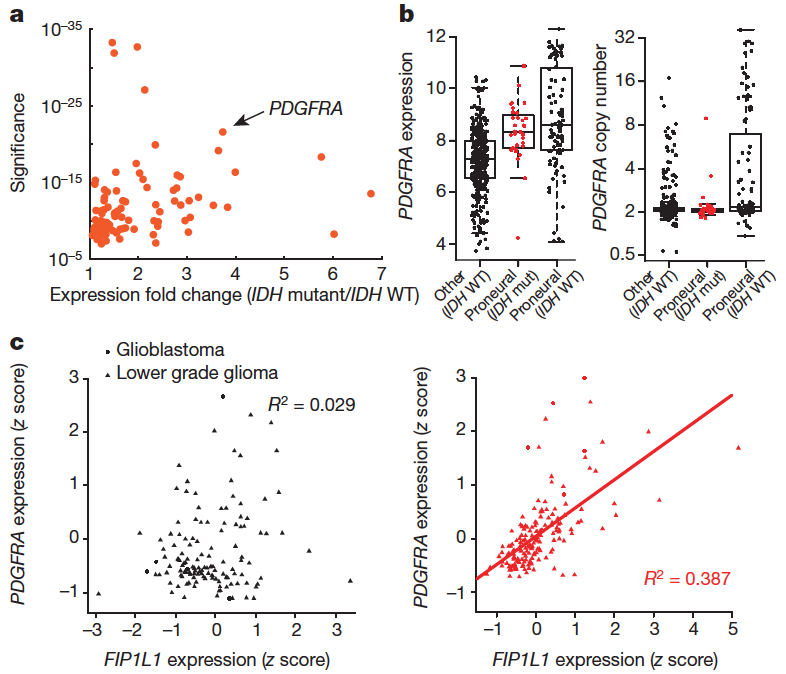 a
10–35
10–25
10–15
10–5
Significance
PDGFRA
1 2 3 4 5 6 7
Expression fold change (IDH mutant/IDH WT)
b
PDGFRA expression
12
10
8
6
4
Other
(IDH WT)
Proneural
(IDH mut)
Proneural
(IDH WT)
PDGFRA copy number
32
16
8
4
2
0.5
Other
(IDH WT)
Proneural
(IDH mut)
Proneural
(IDH WT)
c
Glioblastoma
Lower grade glioma
R2 = 0.029
PDGFRA expression (z score)
3
2
1
0
–1
–3 –2 –1 0 1 2 3
FIP1L1 expression (z score)
PDGFRA expression (z score)
3
2
1
0
–1
R2 = 0.387
–1 0 1 2 3 4 5
FIP1L1 expression (z score)